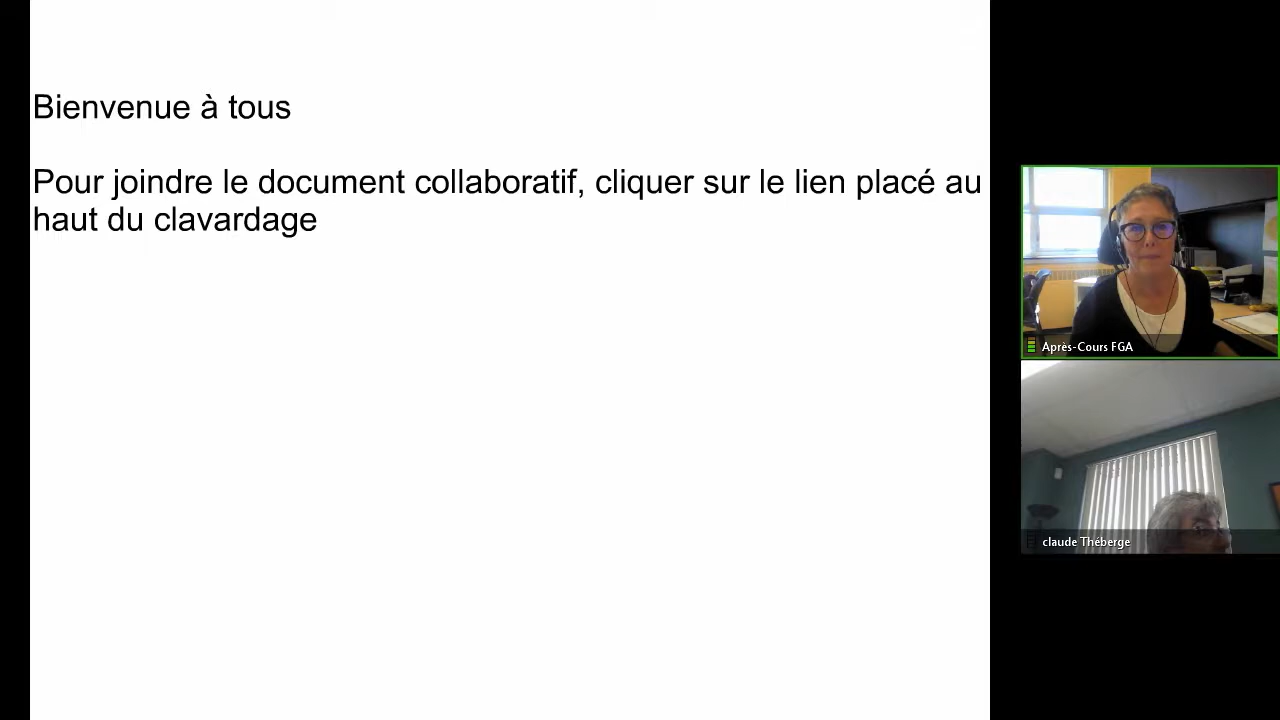 Bienvenue à tous
Pour joindre le document collaboratif, cliquer sur le lien placé au
haut du clavardage
Après-Cours FGA
claude Théberge